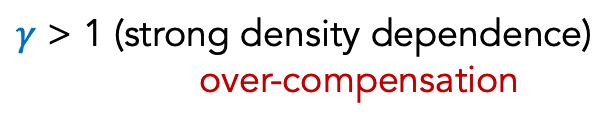 γ > 1 (strong density dependence)
over-compensation